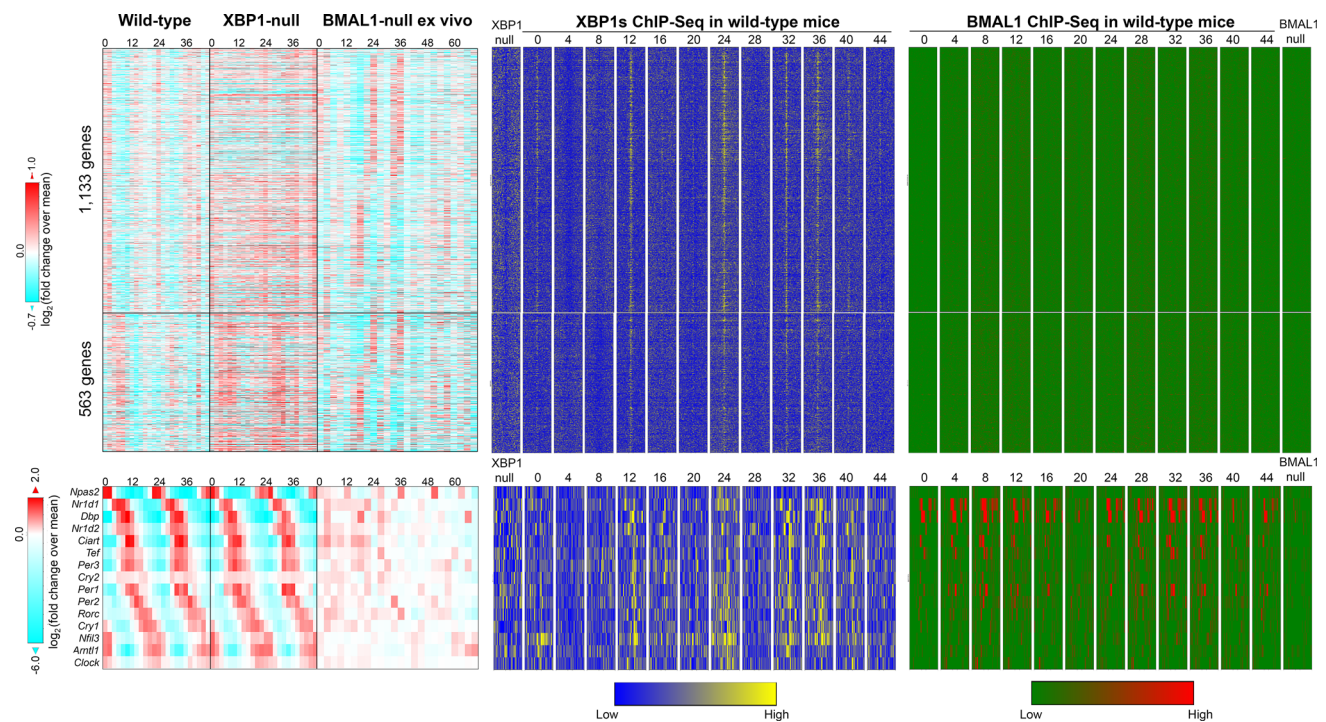 Wild-type XBP1-null BMAL1-null ex vivo
0 12 24 36 0 12 24 36 0 12 24 36 48 60
XBP1s ChIP-Seq in wild-type mice
XBP1 null 0 4 8 12 16 20 24 28 32 36 40 44
BMAL1 ChIP-Seq in wild-type mice
BMAL1 null
0 4 8 12 16 20 24 28 32 36 40 44
1,1133 genes
563 genes
-0.7 0.0 1.0
log2(fold change over mean)
0 12 24 36 0 12 24 36
Npas2
Nr1d1
Dbp
Nr1d2
Ciart
Tef
Per3
Cry2
Per1
Per2
Rorc
Cry1
Nfil3
Arntl1
Clock
-6.0 0.0 2.0
log2(fold change over mean)
0 12 24 36 48 60
XBP1 null 0 4 8 12 16 20 24 28 32 36 40 44
0 4 8 12 16 20 24 28 32 36 40 44
BMAL1 null
Low High
Low High